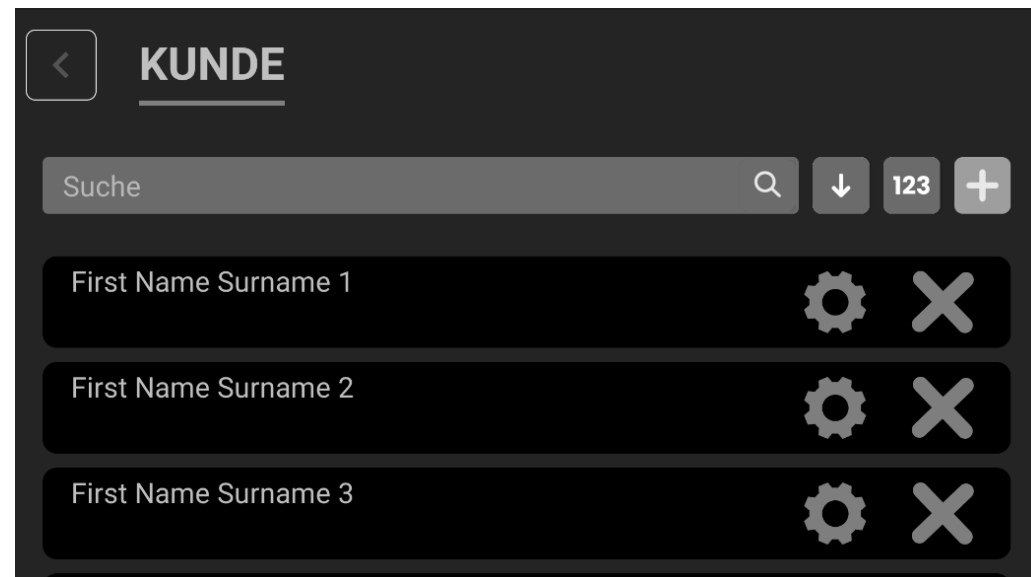 KUNDE
Suche
123
First Name Surname 1
First Name Surname 2
First Name Surname 3